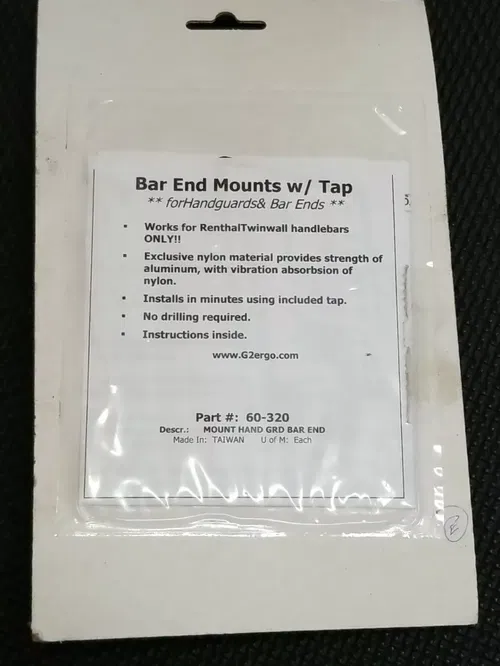 Bar End Mounts w/ Tap
** forHandguards& Bar Ends **
▪ Works for RenthalTwinwall handlebars
ONLY!!
▪ Exclusive nylon material provides strength of
aluminum, with vibration absorbsion of
nylon.
▪ Installs in minutes using included tap.
▪ No drilling required.
▪ Instructions inside.
www.G2ergo.com
Part #: 60-320
Descr.: MOUNT HAND GRD BAR END
Made In: TAIWAN U of M: Each